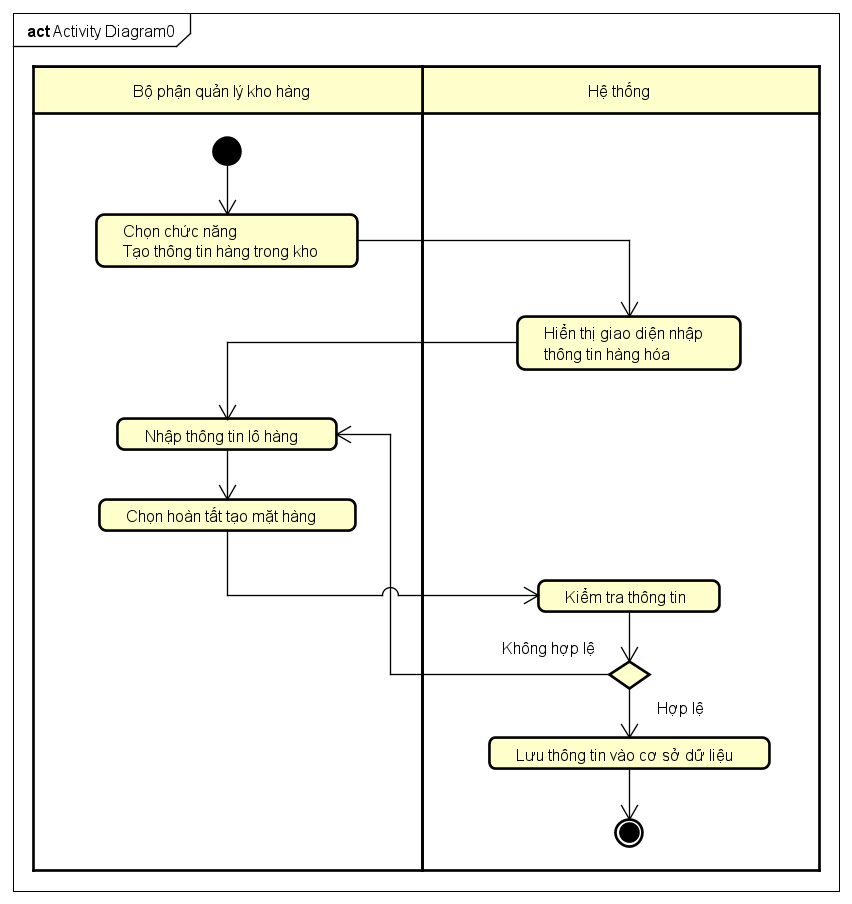 act Activity Diagram0
Bộ phận quản lý kho hàng
Hệ thống
Chọn chức năng
Tạo thông tin hàng trong kho
Hiển thị giao diện nhập
thông tin hàng hóa
Nhập thông tin lô hàng
Chọn hoàn tất tạo mặt hàng
Kiểm tra thông tin
Không hợp lệ
Hợp lệ
Lưu thông tin vào cơ sở dữ liệu